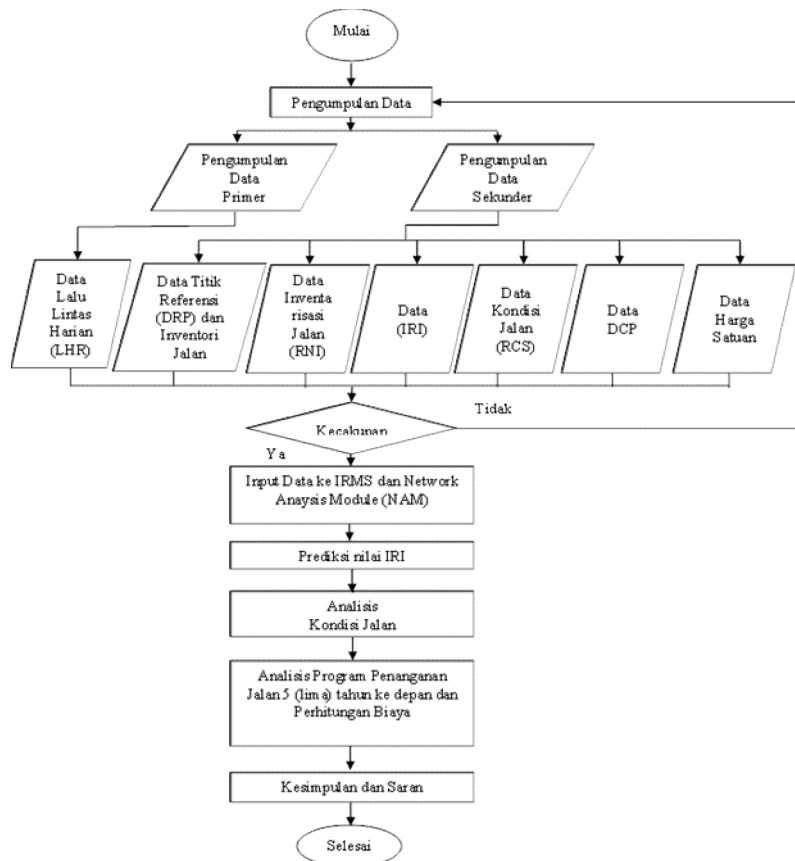 Mulai
Pengumpulan Data
Pengumpulan
Data
Primer
Pengumpulan
Data
Sekunder
Data
Lalu
Lintas
Harian
(LHR)
Data Titik
Referensi
(DRP) dan
Inventori
Jalan
Data
Inventa
risasi
Jalan
(RNI)
Data
(IRI)
Data
Kondisi
Jalan
(RCS)
Data
DCP
Data
Harga
Satuan
Kecakupan
Tidak
Ya
Input Data ke IRMS dan Network
Anaysis Module (NAM)
Prediksi nilai IRI
Analisis
Kondisi Jalan
Analisis Program Penanganan
Jalan 5 (lima) tahun ke depan dan
Perhitungan Biaya
Kesimpulan dan Saran
Selesai